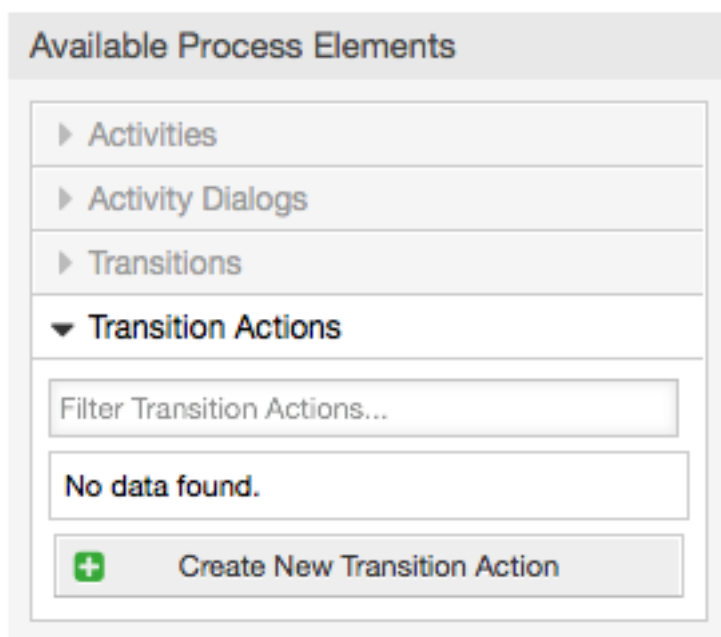 Available Process Elements
Activities
Activity Dialogs
Transitions
Transition Actions
Filter Transition Actions...
No data found.
Create New Transition Action